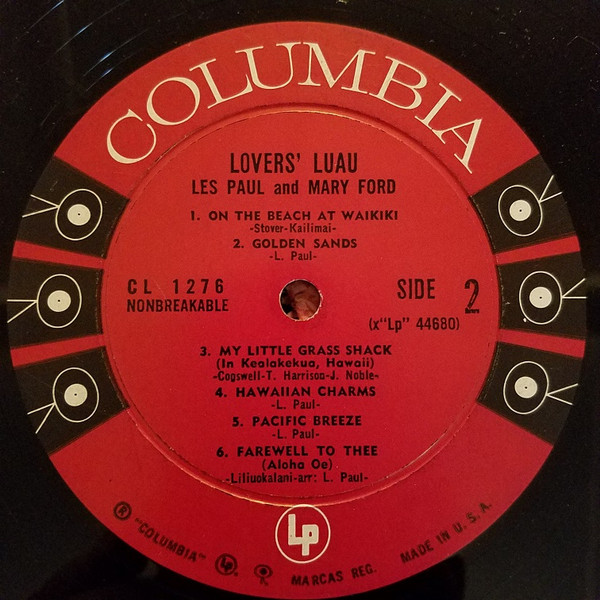 COLUMBIA
LOVERS' LUAU
LES PAUL and MARY FORD
1. ON THE BEACH AT WAIKIKI
-Stover-Kailimai-
2. GOLDEN SANDS
-L. Paul-
CL 1276
NONBREAKABLE
SIDE 2
(x"Lp" 44680)
3. MY LITTLE GRASS SHACK
(In Kealakekua, Hawaii)
-Cogswell-T. Harrison-J. Noble-
4. HAWAIIAN CHARMS
-L. Paul-
5. PACIFIC BREEZE
-L. Paul-
6. FAREWELL TO THEE
(Aloha Oe)
-Liliuokalani-arr: L. Paul-
Lp
® "COLUMBIA" Lp ® MARCAS REG. MADE IN U. S. A.